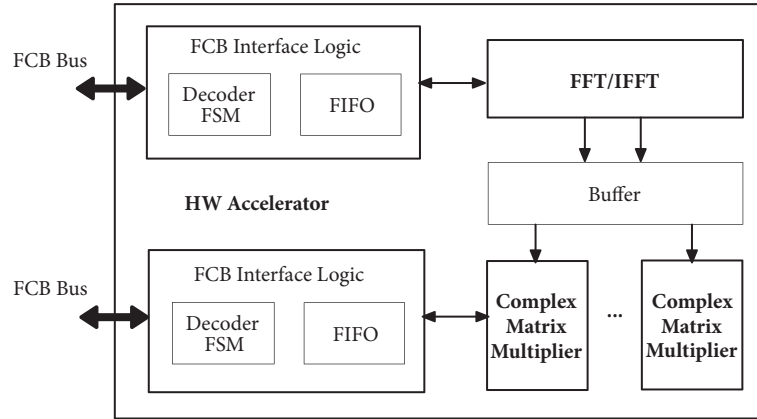 FCB Bus
FCB Interface Logic
Decoder
FSM
FIFO
FFT/IFFT
Buffer
HW Accelerator
FCB Bus
FCB Interface Logic
Decoder
FSM
FIFO
Complex
Matrix
Multiplier
...
Complex
Matrix
Multiplier